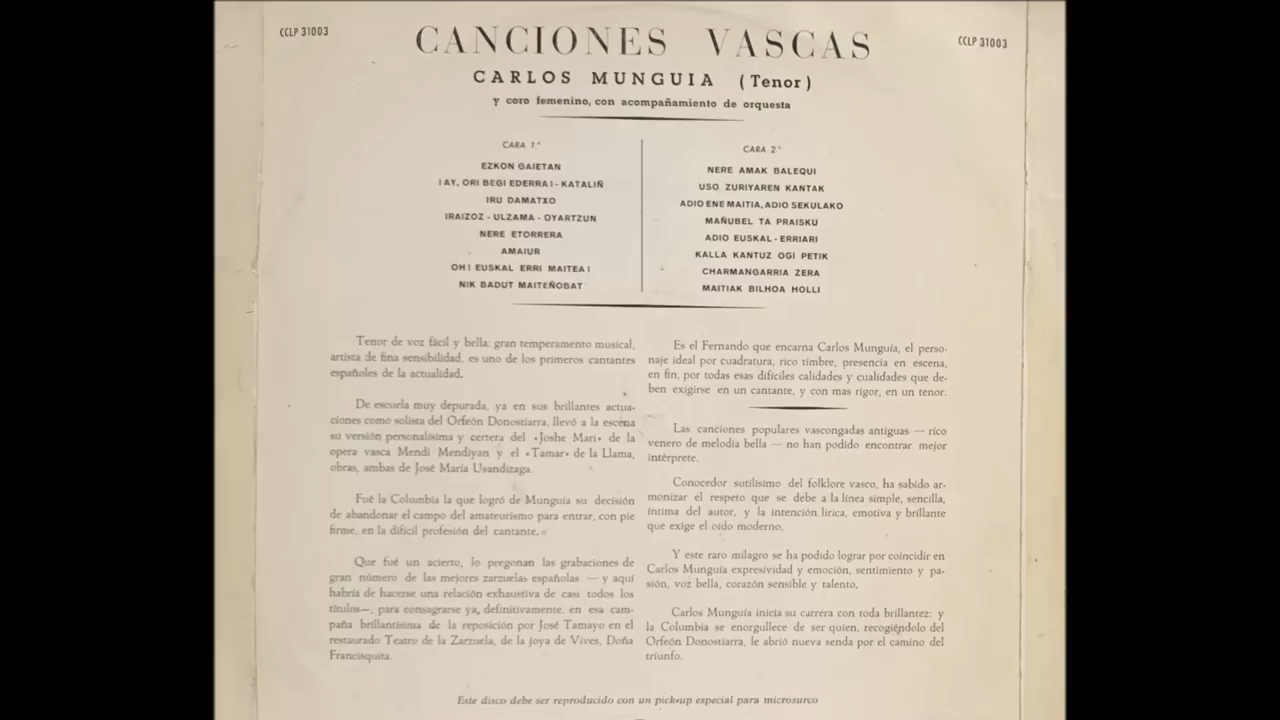 CCLP 31003
CANCIONES VASCAS
CCLP 31003
CARLOS MUNGUIA (Tenor)
Y coro femenino, con acompañamiento de orquesta
CARA 1.ª
EZKON GAIETAN
¡AY, ORI BEGI EDERRA! - KATALIÑ
IRU DAMATXO
IRAIZOZ - ULZAMA - OYARTZUN
NERE ETORRERA
AMAIUR
OH! EUSKAL ERRI MAITEA!
NIK BADUT MAITEÑOBAT
CARA 2.ª
NERE AMAK BALEQUI
USO ZURIYAREN KANTAK
ADIO ENE MAITIA, ADIO SEKULAKO
MAÑUBEL TA PRAISKU
ADIO EUSKAL - ERRIARI
KALLA KANTUZ OGI PETIK
CHARMANGARRIA ZERA
MAITIAK BILHOA HOLLI
Tenor de voz fácil y bella: gran temperamento musical,
artista de fina sensibilidad, es uno de los primeros cantantes
españoles de la actualidad.
De escuela muy depurada, ya en sus brillantes actua-
ciones como solista del Orfeón Donostiarra, llevó a la escena
su versión personalísima y certera del «Joshe Mari» de la
opera vasca Mendi Mendiyan y el «Tamar» de la Llama,
obras, ambas de José María Usandizaga.
Fué la Columbia la que logró de Munguía su decisión
de abandonar el campo del amateurismo para entrar, con pie
firme, en la difícil profesión del cantante.
Que fué un acierto, lo pregonan las grabaciones de
gran número de las mejores zarzuelas españolas — y aquí
habría de hacerse una relación exhaustiva de casi todos los
títulos—, para consagrarse ya, definitivamente, en esa cam-
paña brillantísima de la reposición por José Tamayo en el
restaurado Teatro de la Zarzuela, de la joya de Vives, Doña
Francisquita.
Es el Fernando que encarna Carlos Munguía, el perso-
naje ideal por cuadratura, rico timbre, presencia en escena,
en fin, por todas esas difíciles calidades y cualidades que de-
ben exigirse en un cantante, y con mas rigor, en un tenor.
Las canciones populares vascongadas antiguas — rico
venero de melodía bella — no han podido encontrar mejor
intérprete.
Conocedor sutilísimo del folklore vasco, ha sabido ar-
monizar el respeto que se debe a la línea simple, sencilla,
íntima del autor, y la intención lírica, emotiva y brillante
que exige el oído moderno.
Y este raro milagro se ha podido lograr por coincidir en
Carlos Munguía expresividad y emoción, sentimiento y pa-
sión, voz bella, corazón sensible y talento.
Carlos Munguía inicia su carrera con toda brillantez: y
la Columbia se enorgullece de ser quien, recogiéndolo del
Orfeón Donostiarra, le abrió nueva senda por el camino del
triunfo.
Este disco debe ser reproducido con un pick-up especial para microsurco